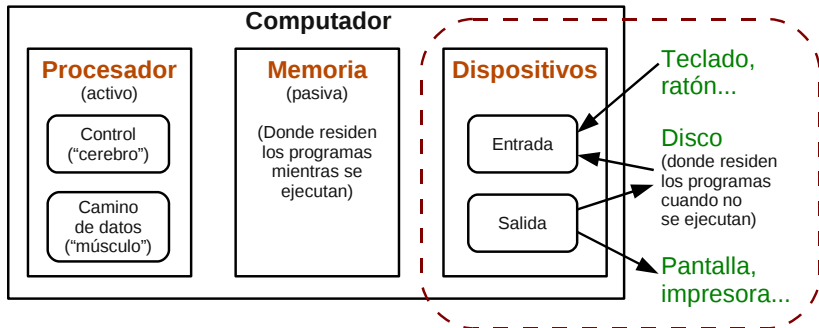 Computador
Procesador
(activo)
Control
(“cerebro”)
Camino
de datos
(“músculo”)
Memoria
(pasiva)
(Donde residen
los programas
mientras se
ejecutan)
Dispositivos
Entrada
Salida
Teclado,
ratón...
Disco
(donde residen
los programas
cuando no
se ejecutan)
Pantalla,
impresora...